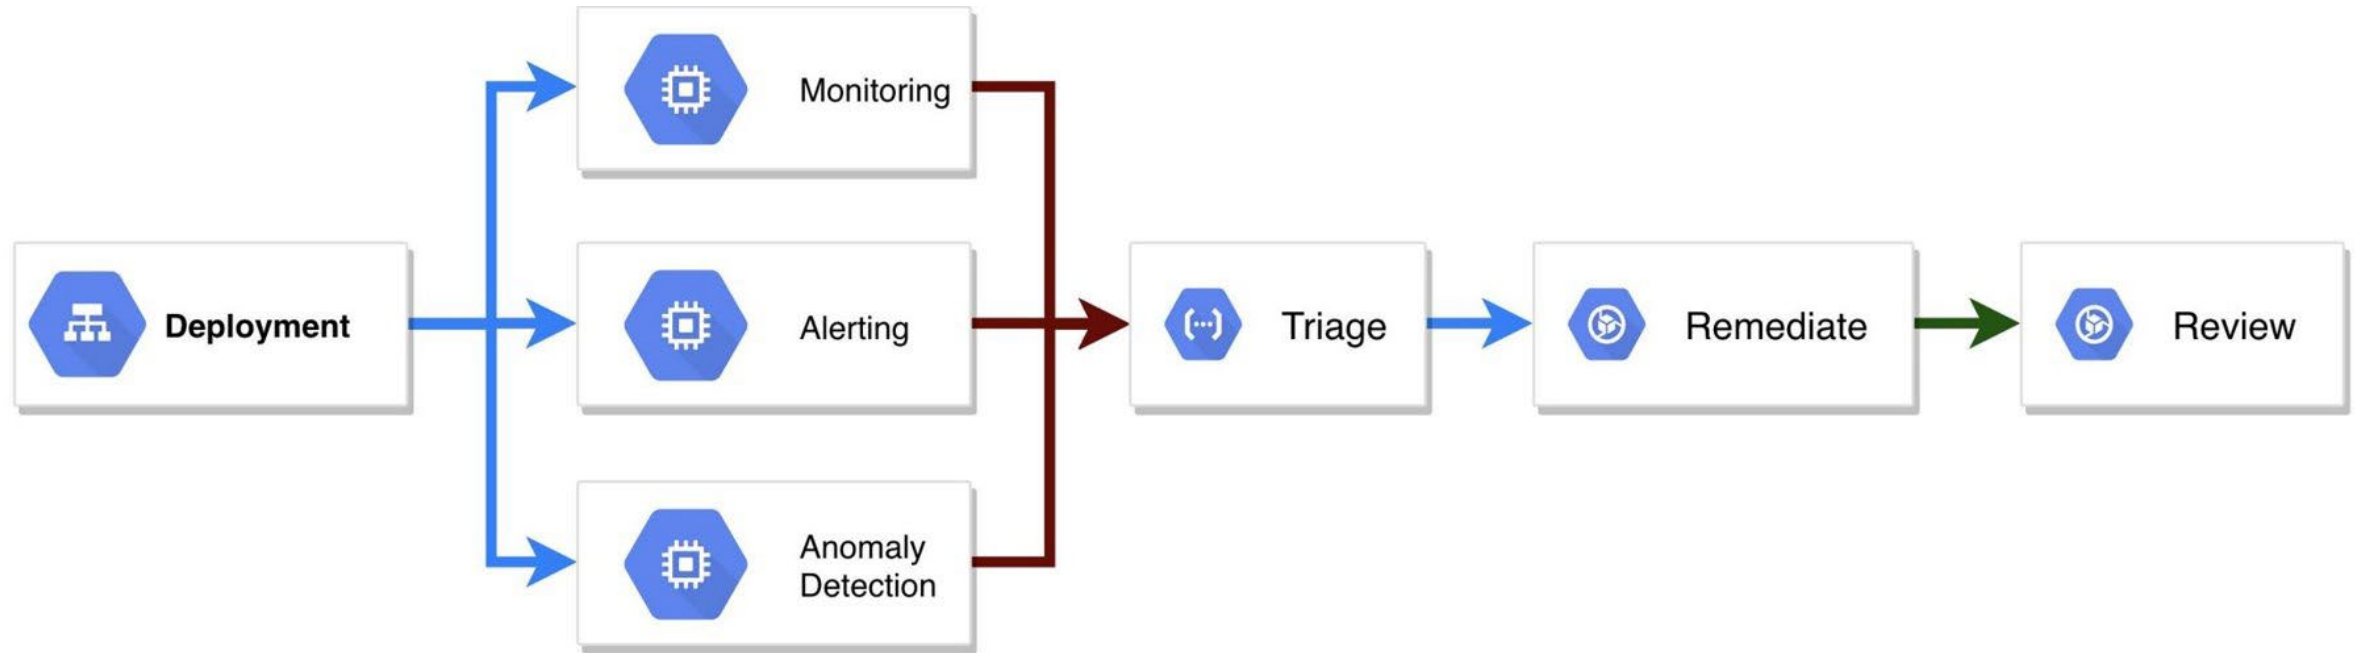 Monitoring
Deployment
Alerting
Triage
Remediate
Review
Anomaly
Detection